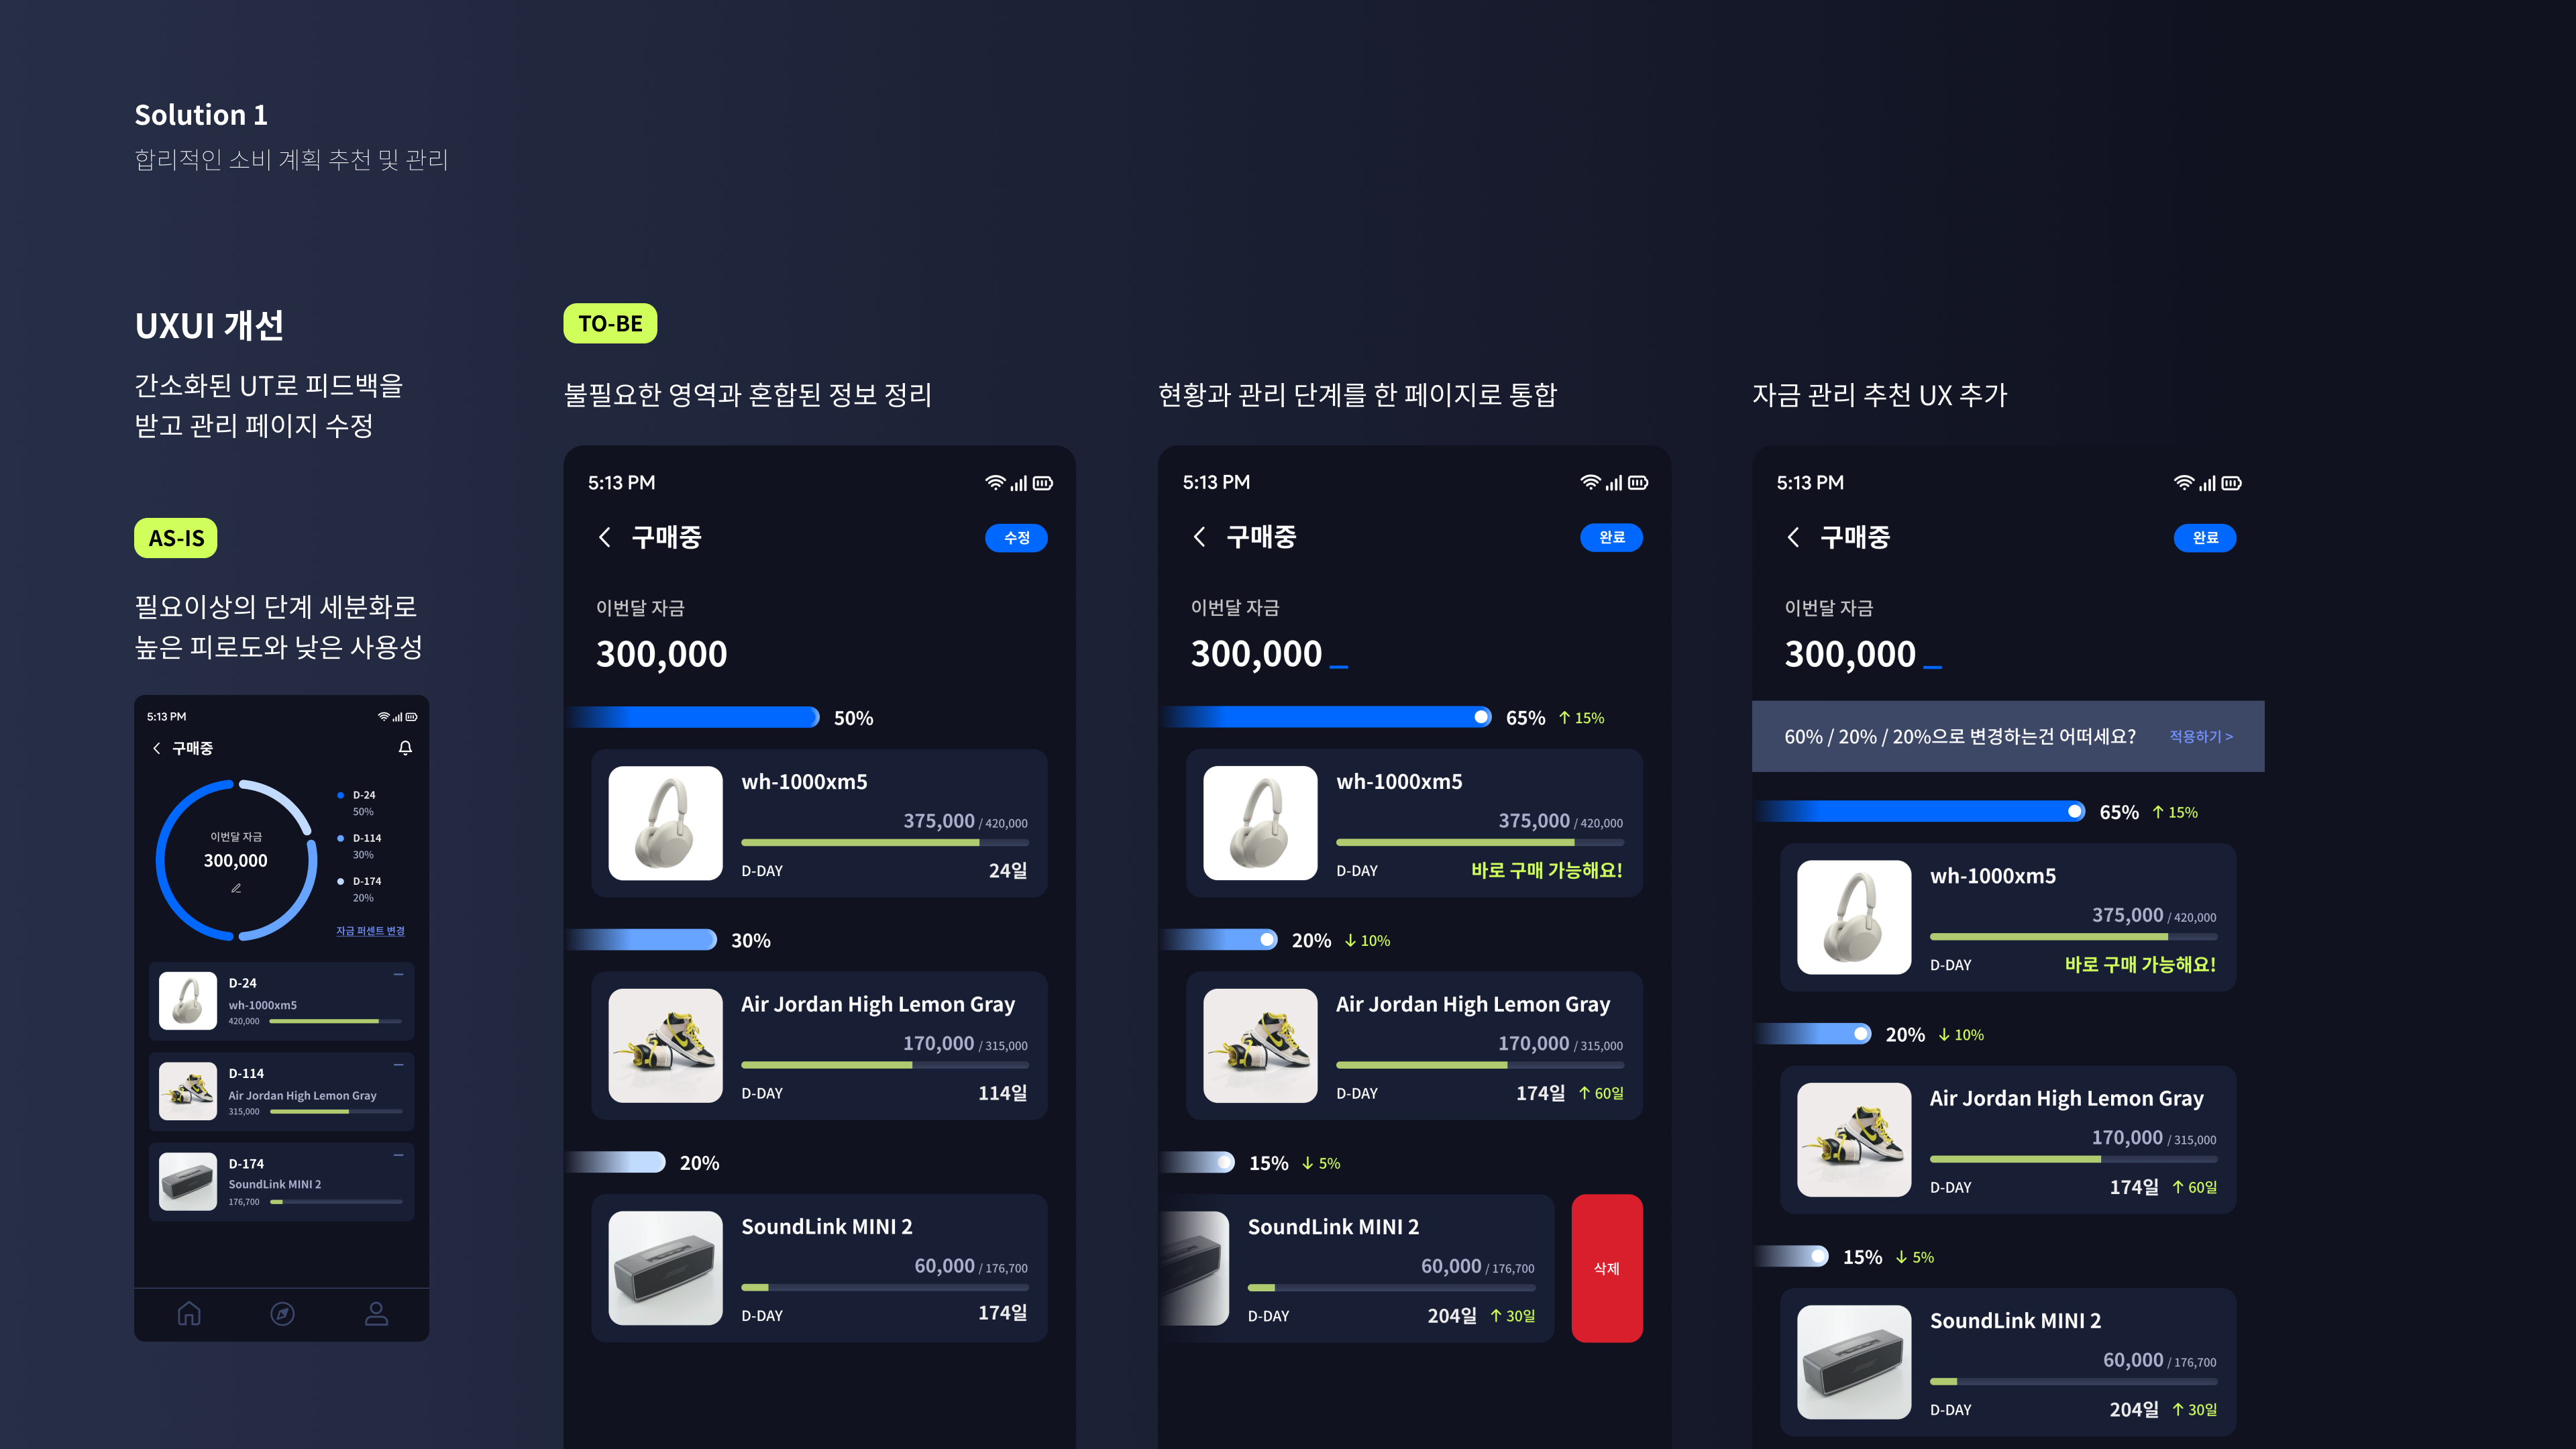 Solution 1
합리적인 소비 계획 추천 및 관리
UXUI 개선
간소화된 UT로 피드백을
받고 관리 페이지 수정
AS-IS
필요이상의 단계 세분화로
높은 피로도와 낮은 사용성
5:13 PM
구매중
이번달 자금
300,000
D-24
50%
D-114
30%
D-174
20%
자금 퍼센트 변경
D-24
wh-1000xm5
420,000
D-114
Air Jordan High Lemon Gray
315,000
D-174
SoundLink MINI 2
176,700
TO-BE
불필요한 영역과 혼합된 정보 정리
5:13 PM
구매중
수정
이번달 자금
300,000
50%
wh-1000xm5
375,000 / 420,000
D-DAY 24일
30%
Air Jordan High Lemon Gray
170,000 / 315,000
D-DAY 114일
20%
SoundLink MINI 2
60,000 / 176,700
D-DAY 174일
현황과 관리 단계를 한 페이지로 통합
5:13 PM
구매중
완료
이번달 자금
300,000 _
65% ↑ 15%
wh-1000xm5
375,000 / 420,000
D-DAY 바로 구매 가능해요!
20% ↓ 10%
Air Jordan High Lemon Gray
170,000 / 315,000
D-DAY 174일 ↑ 60일
15% ↓ 5%
SoundLink MINI 2
60,000 / 176,700
D-DAY 204일 ↑ 30일
삭제
자금 관리 추천 UX 추가
5:13 PM
구매중
완료
이번달 자금
300,000 _
60% / 20% / 20%으로 변경하는건 어떠세요? 적용하기 >
65% ↑ 15%
wh-1000xm5
375,000 / 420,000
D-DAY 바로 구매 가능해요!
20% ↓ 10%
Air Jordan High Lemon Gray
170,000 / 315,000
D-DAY 174일 ↑ 60일
15% ↓ 5%
SoundLink MINI 2
60,000 / 176,700
D-DAY 204일 ↑ 30일